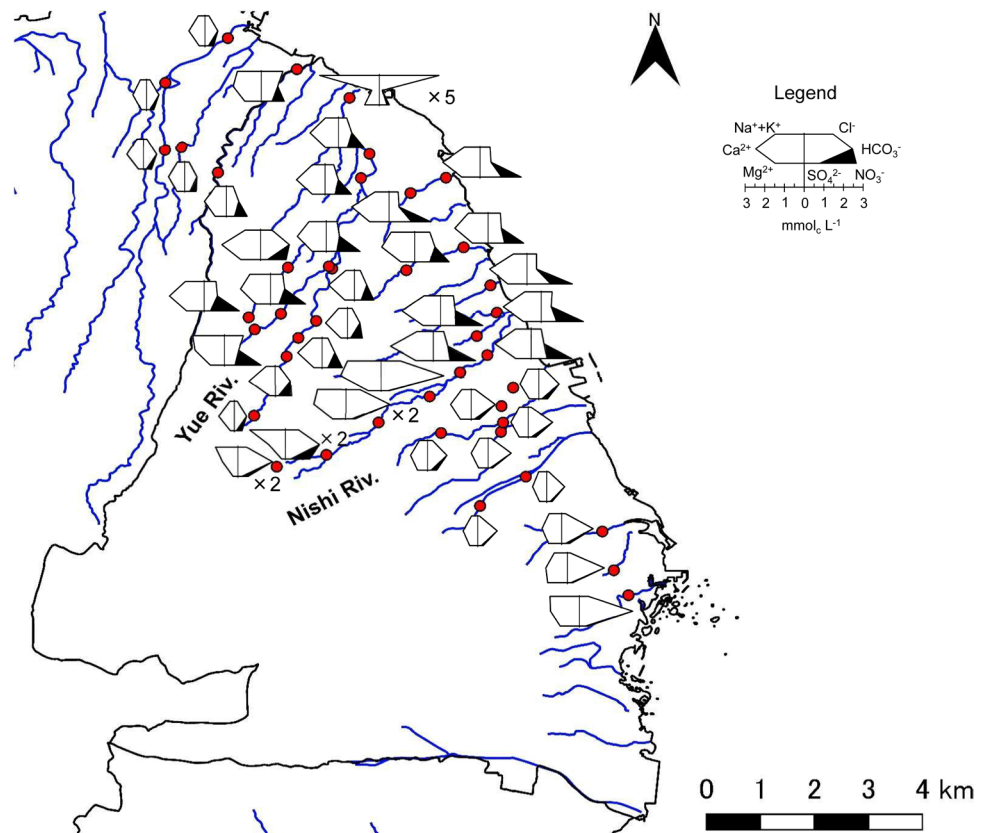 N
Legend
Na⁺+K⁺
Cl⁻
Ca²⁺
HCO₃⁻
Mg²⁺
SO₄²⁻
NO₃⁻
3 2 1 0 1 2 3
mmol_c L⁻¹
×5
×2
×2
×2
Yue Riv.
Nishi Riv.
0 1 2 3 4 km